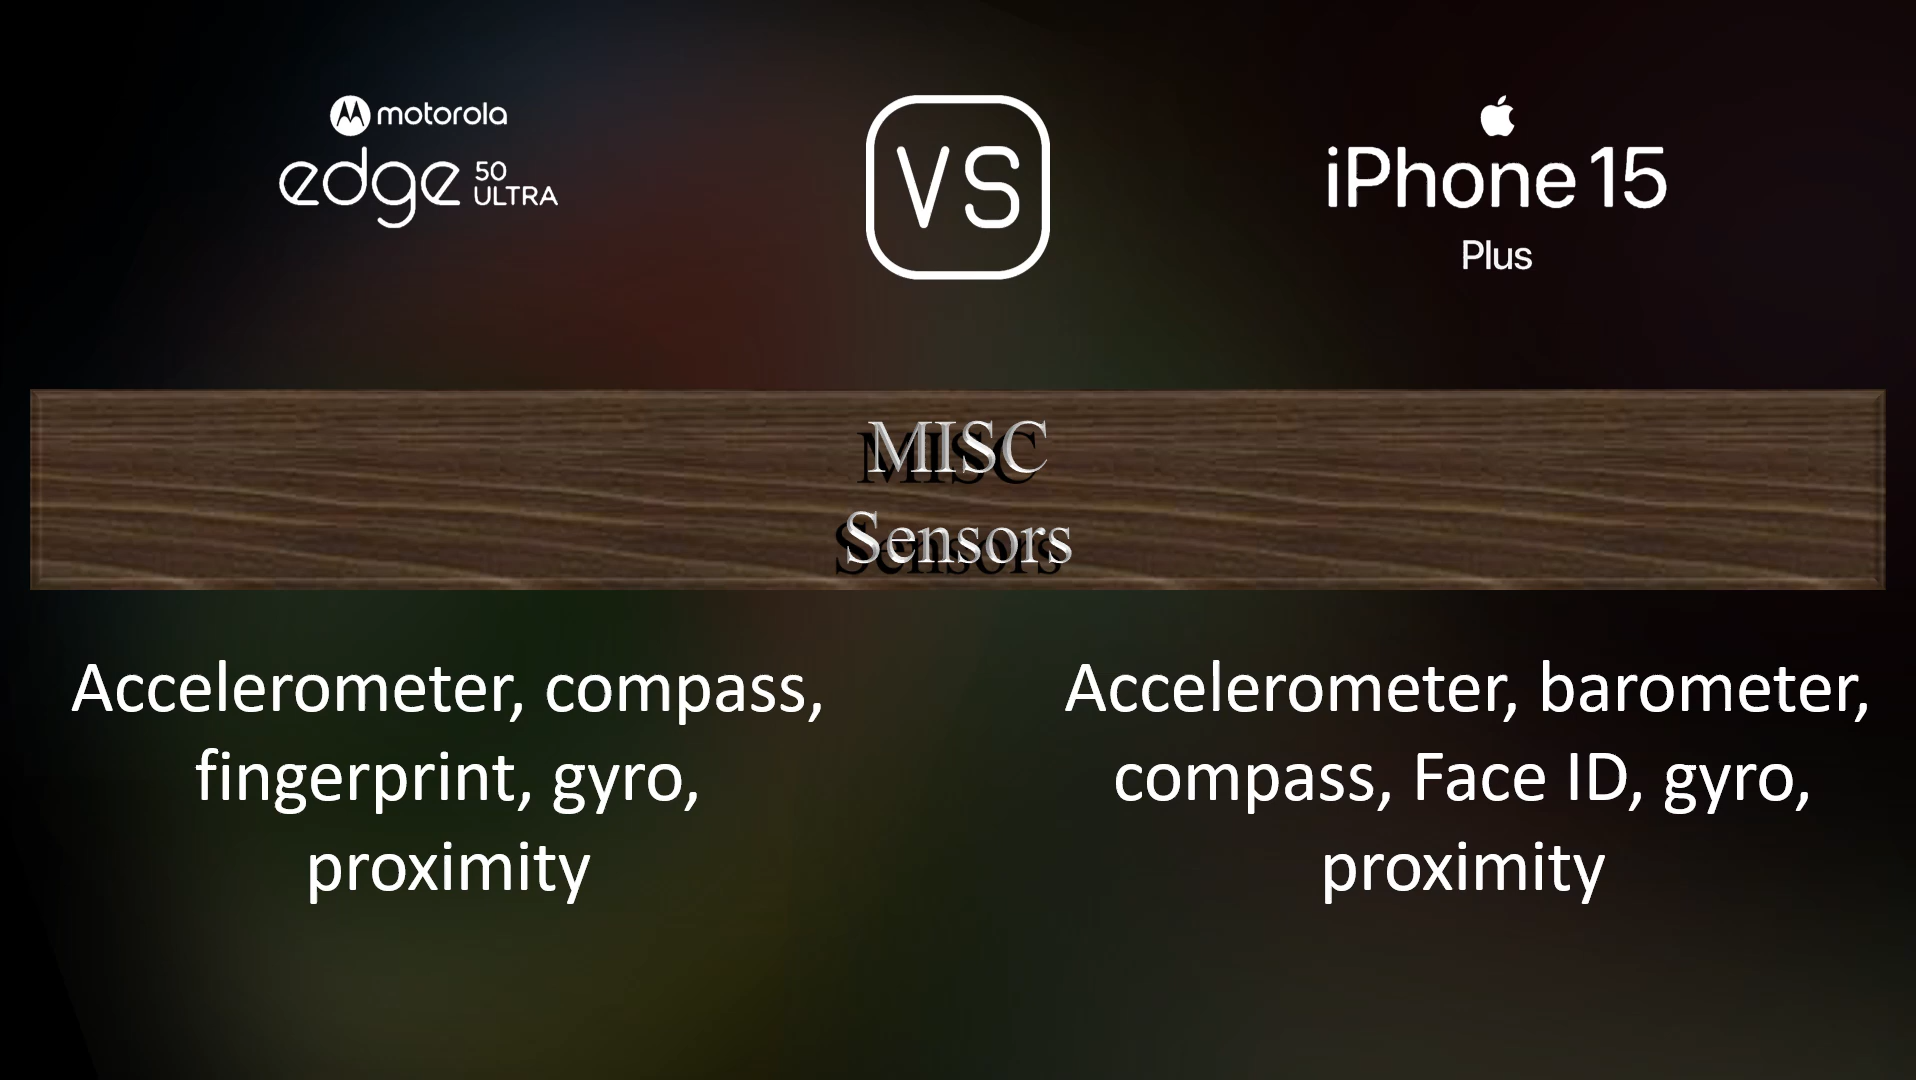 motorola
edge 50 ULTRA
VS
iPhone 15
Plus
MISC
Sensors
Accelerometer, compass,
fingerprint, gyro,
proximity
Accelerometer, barometer,
compass, Face ID, gyro,
proximity